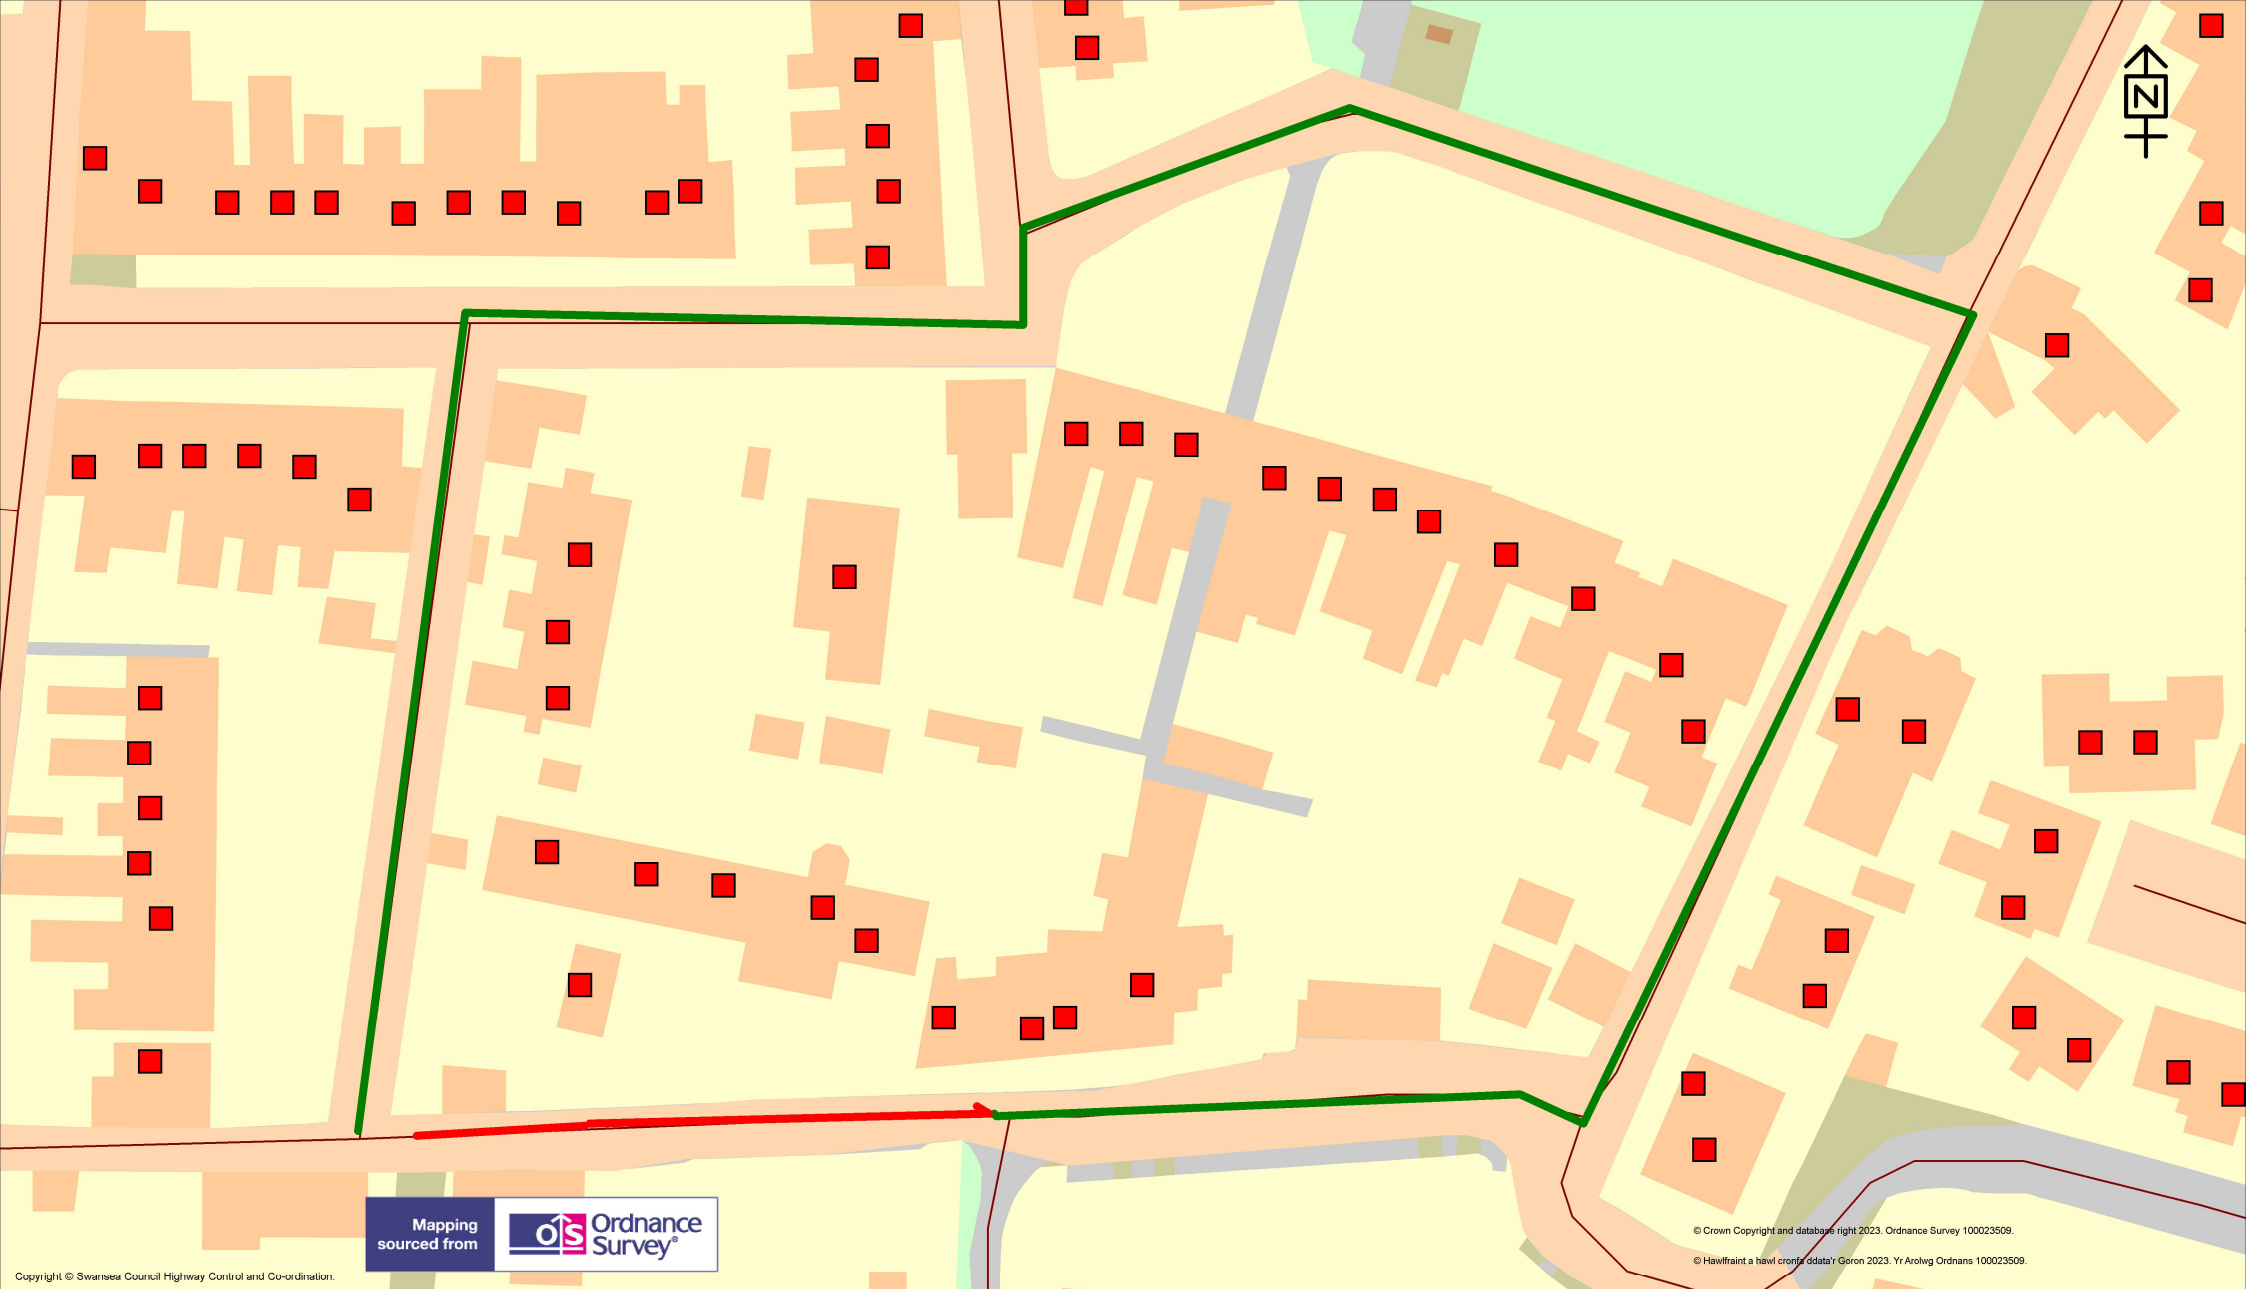 N
Mapping
sourced from
OS
Ordnance
Survey®
© Crown Copyright and database right 2023. Ordnance Survey 100023509.
© Hawlfraint a hawl cronfa ddata'r Goron 2023. Yr Arolwg Ordnans 100023509.
Copyright © Swansea Council Highway Control and Co-ordination.